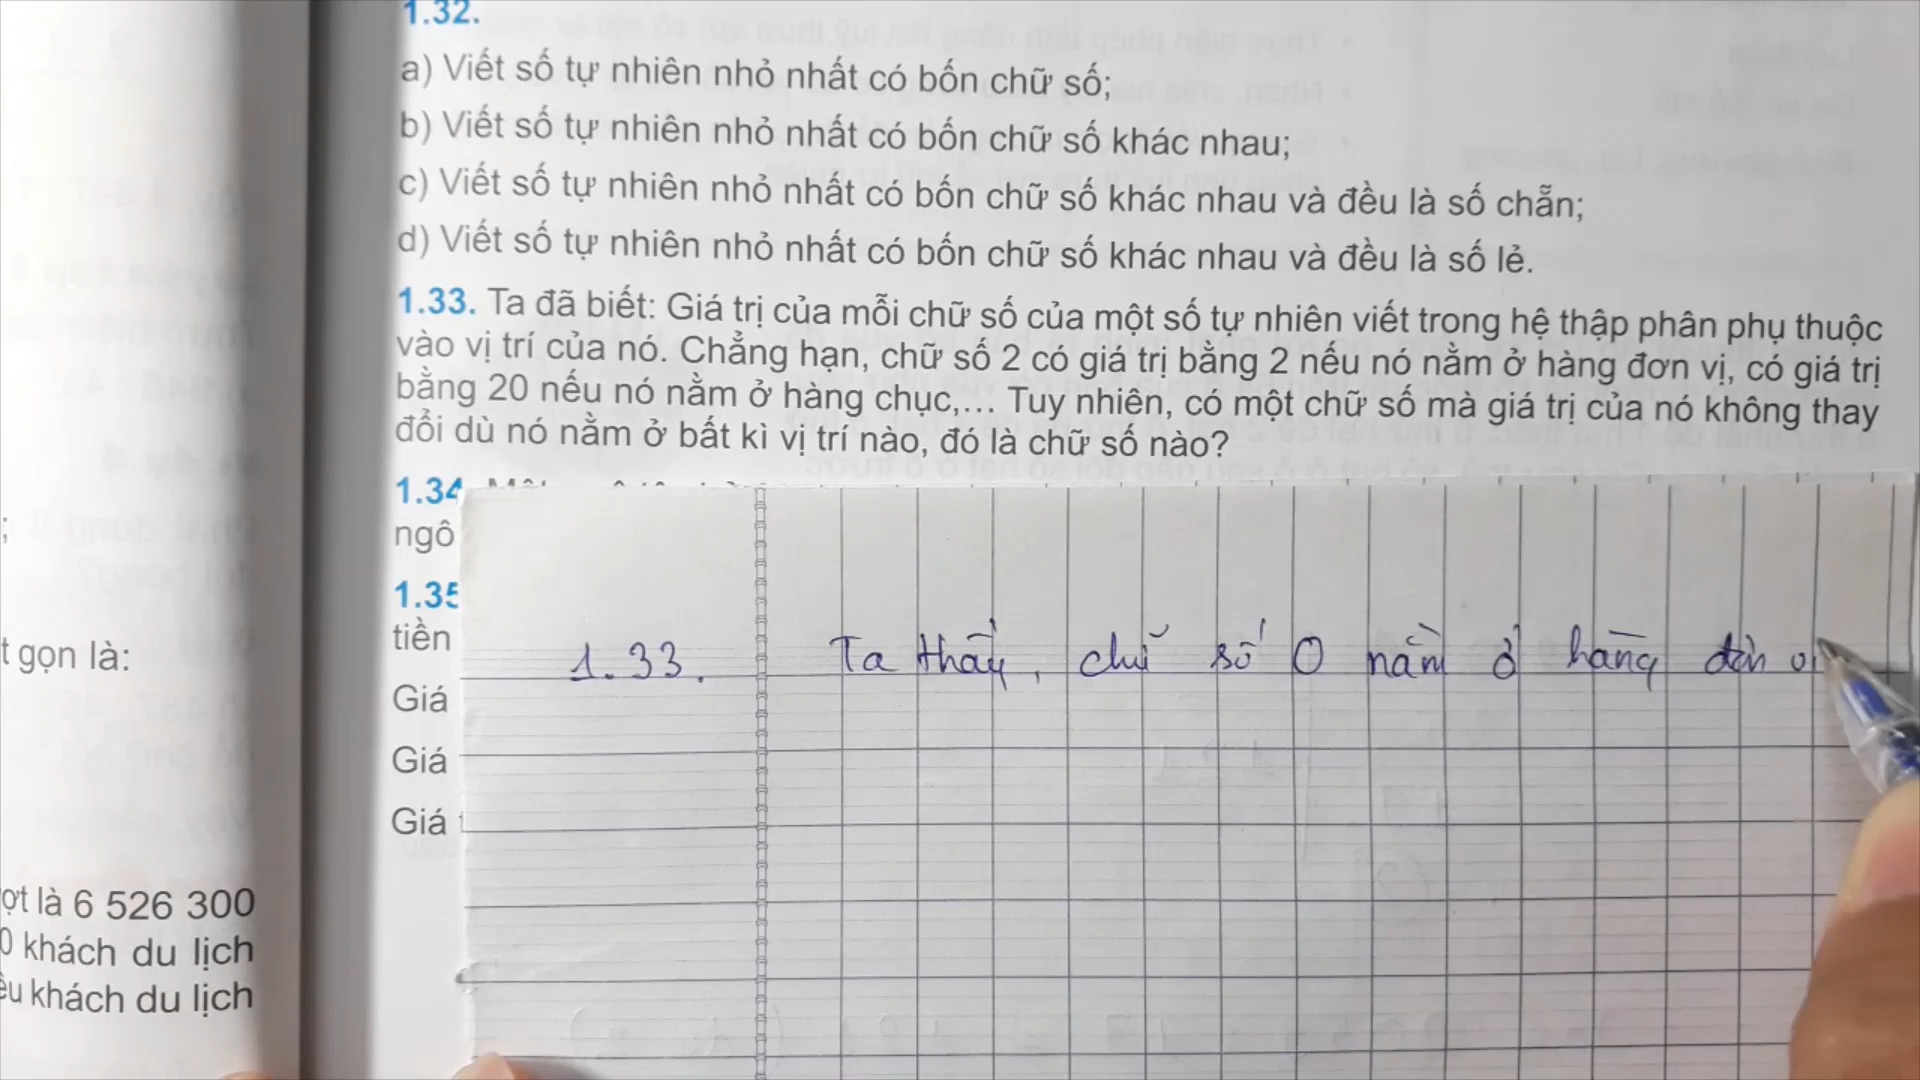 1.32.
a) Viết số tự nhiên nhỏ nhất có bốn chữ số;
b) Viết số tự nhiên nhỏ nhất có bốn chữ số khác nhau;
c) Viết số tự nhiên nhỏ nhất có bốn chữ số khác nhau và đều là số chẵn;
d) Viết số tự nhiên nhỏ nhất có bốn chữ số khác nhau và đều là số lẻ.
1.33. Ta đã biết: Giá trị của mỗi chữ số của một số tự nhiên viết trong hệ thập phân phụ thuộc
vào vị trí của nó. Chẳng hạn, chữ số 2 có giá trị bằng 2 nếu nó nằm ở hàng đơn vị, có giá trị
bằng 20 nếu nó nằm ở hàng chục,... Tuy nhiên, có một chữ số mà giá trị của nó không thay
đổi dù nó nằm ở bất kì vị trí nào, đó là chữ số nào?
1.34
ngô
1.35
tiền
Giá
Giá
Giá
1.33. Ta thấy, chữ số 0 nằm ở hàng đơn
t gọn là:
ợt là 6 526 300
0 khách du lịch
ều khách du lịch